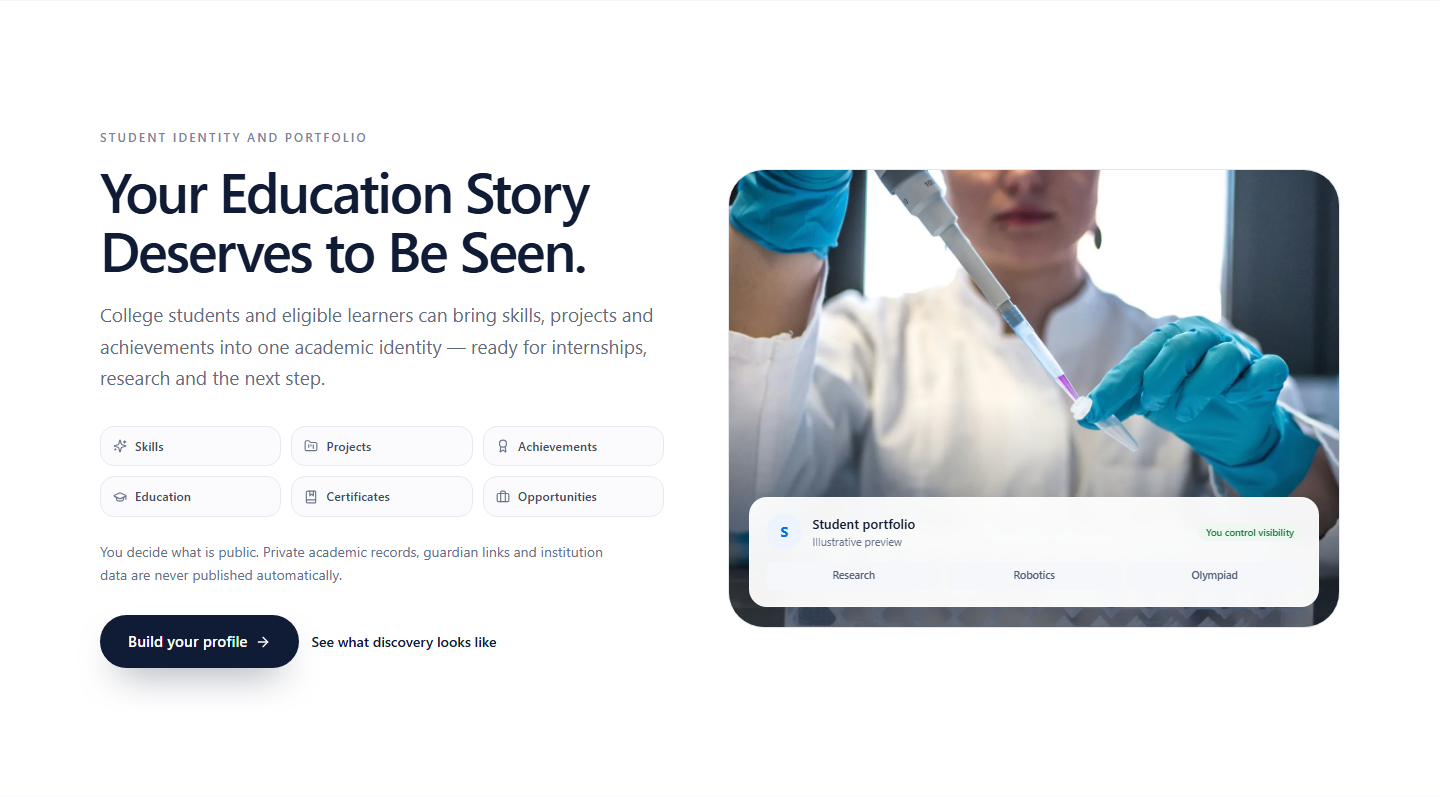 STUDENT IDENTITY AND PORTFOLIO
Your Education Story
Deserves to Be Seen.
College students and eligible learners can bring skills, projects and
achievements into one academic identity — ready for internships,
research and the next step.
Skills
Projects
Achievements
Education
Certificates
Opportunities
You decide what is public. Private academic records, guardian links and institution
data are never published automatically.
Build your profile →
See what discovery looks like
S
Student portfolio
Illustrative preview
You control visibility
Research
Robotics
Olympiad